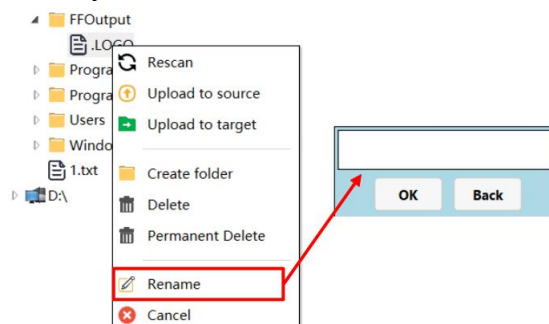 FFOutput
.LOGO
Rescan
Progra
Upload to source
Progra
Users
Upload to target
Windo
1.txt
Create folder
D:\
Delete
Permanent Delete
Rename
Cancel
OK
Back